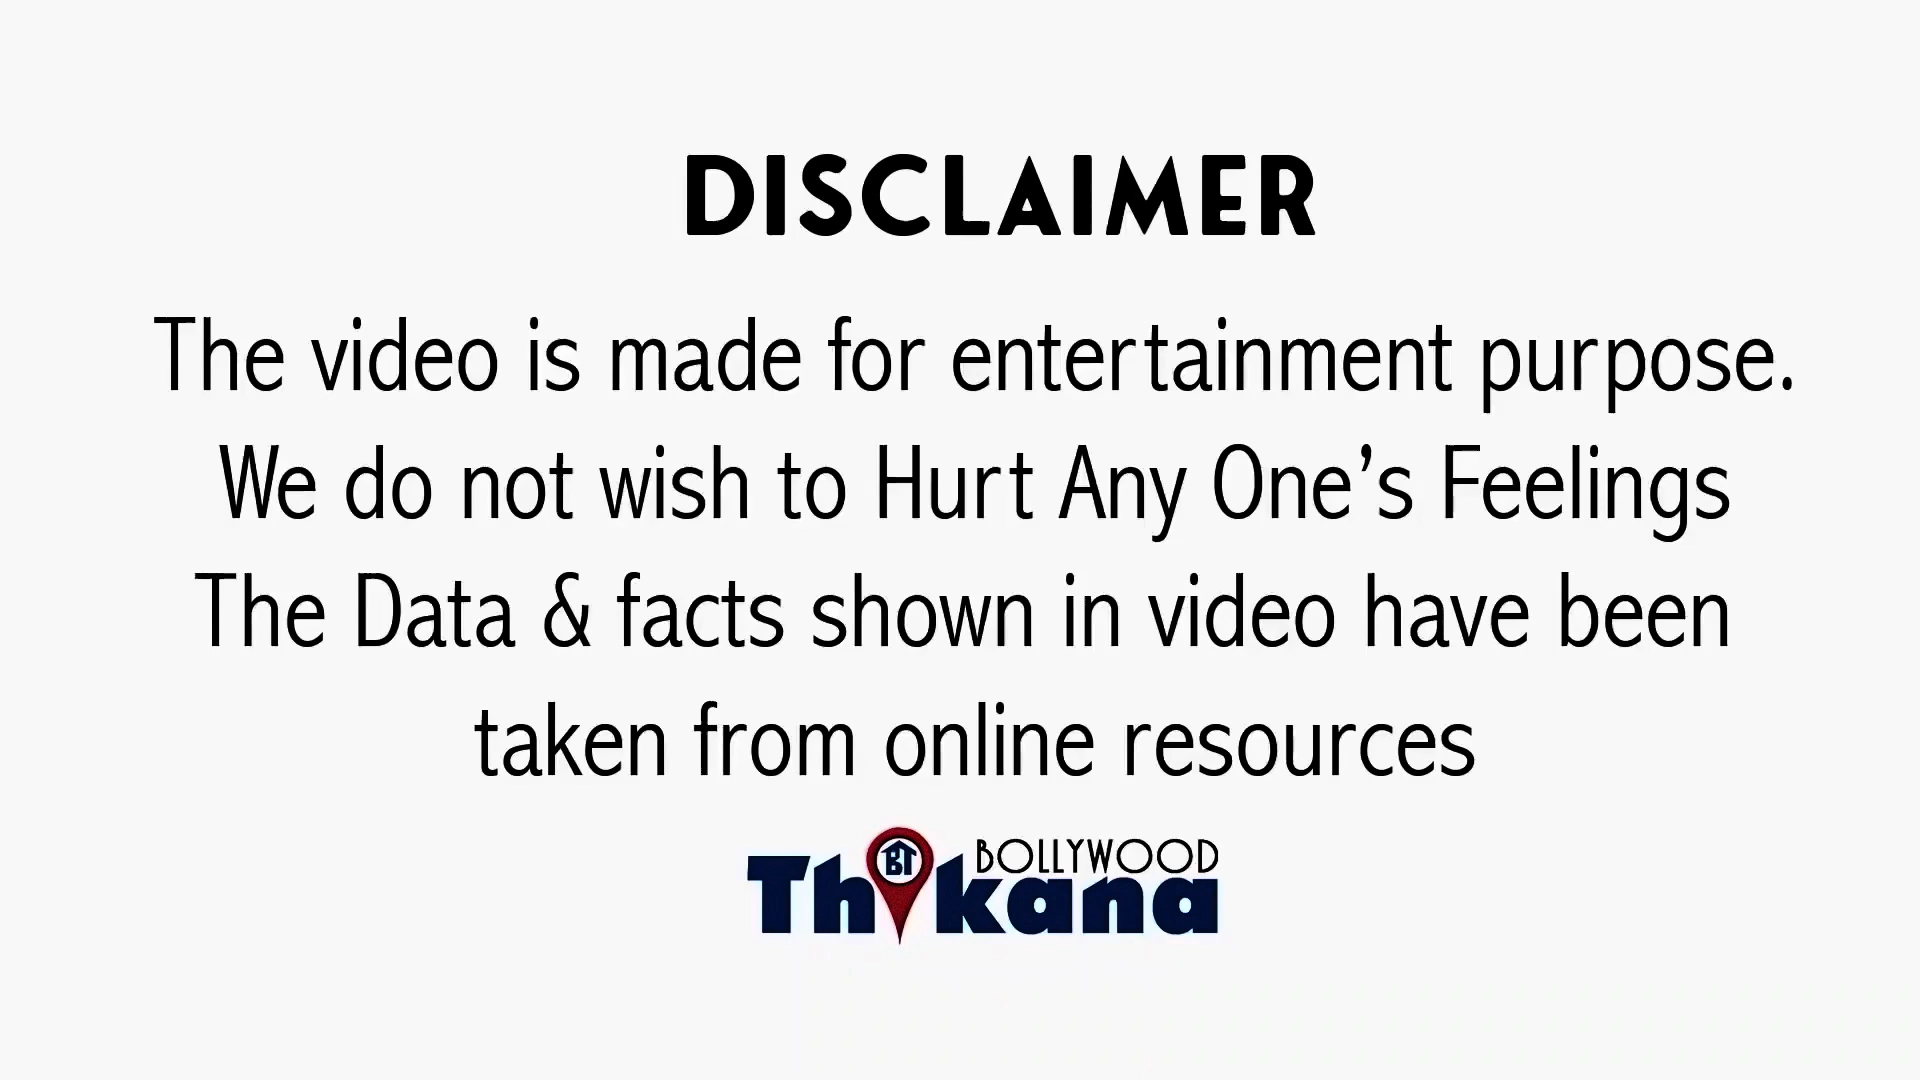 DISCLAIMER
The video is made for entertainment purpose.
We do not wish to Hurt Any One’s Feelings
The Data & facts shown in video have been
taken from online resources
BOLLYWOOD
BT
Thikana